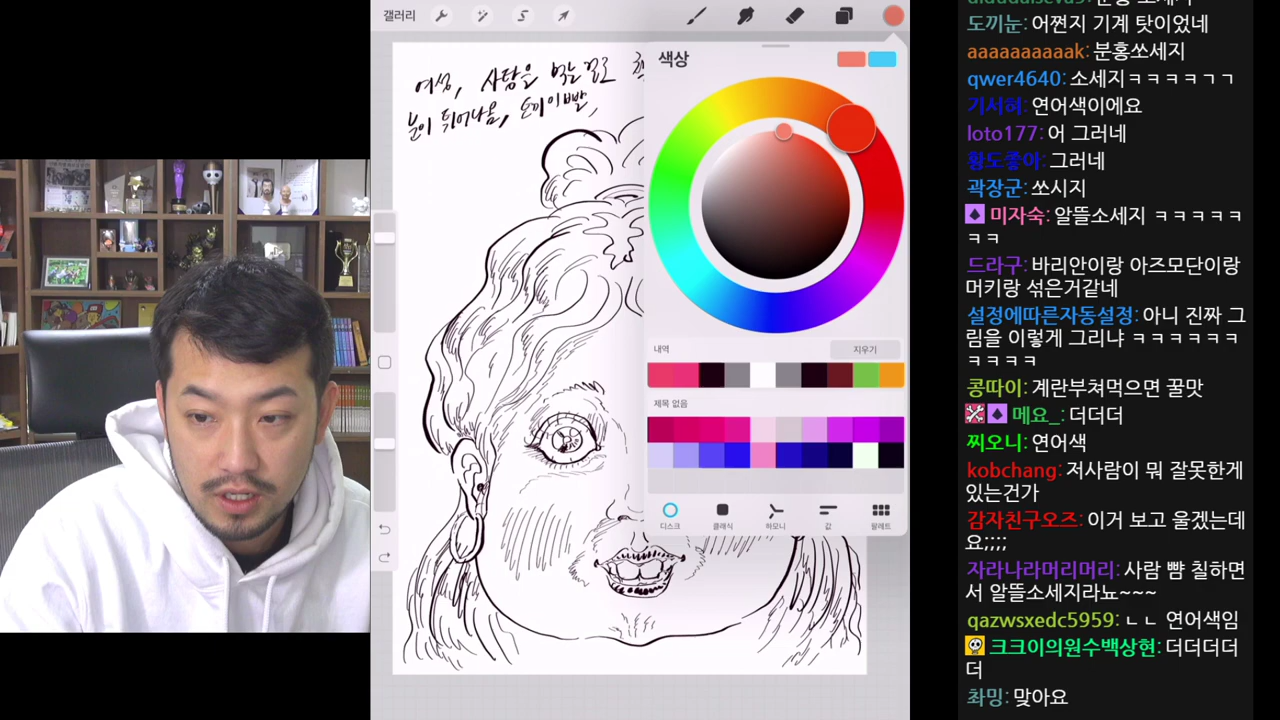 갤러리
여성, 사탕을 먹는 걸로
분이 튀어나옴, 토끼이빨,
색상
내역
지우기
제목 없음
디스크
클래식
하모니
값
팔레트
도끼눈: 어쩐지 기계 탓이었네
aaaaaaaaaak: 분홍쏘세지
qwer4640: 소세지ㅋㅋㅋㅋㄱㄱ
기서혀: 연어색이에요
loto177: 어 그러네
황도좋아: 그러네
곽장군: 쏘시지
미자숙: 알뜰소세지 ㅋㅋㅋㅋㅋ
ㅋㅋ
드라구: 바리안이랑 아즈모단이랑
머키랑 섞은거같네
설정에따른자동설정: 아니 진짜 그
림을 이렇게 그리냐 ㅋㅋㅋㅋㅋㅋ
ㅋㅋㅋㅋ
콩따이: 계란부쳐먹으면 꿀맛
메요_: 더더더
찌오니: 연어색
kobchang: 저사람이 뭐 잘못한게
있는건가
감자친구오즈: 이거 보고 울겠는데
요;;;;
자라나라머리머리: 사람 뺨 칠하면
서 알뜰소세지라뇨~~~
qazwsxedc5959: ㄴㄴ 연어색임
크크이의원수백상현: 더더더더
더
좌밍: 맞아요